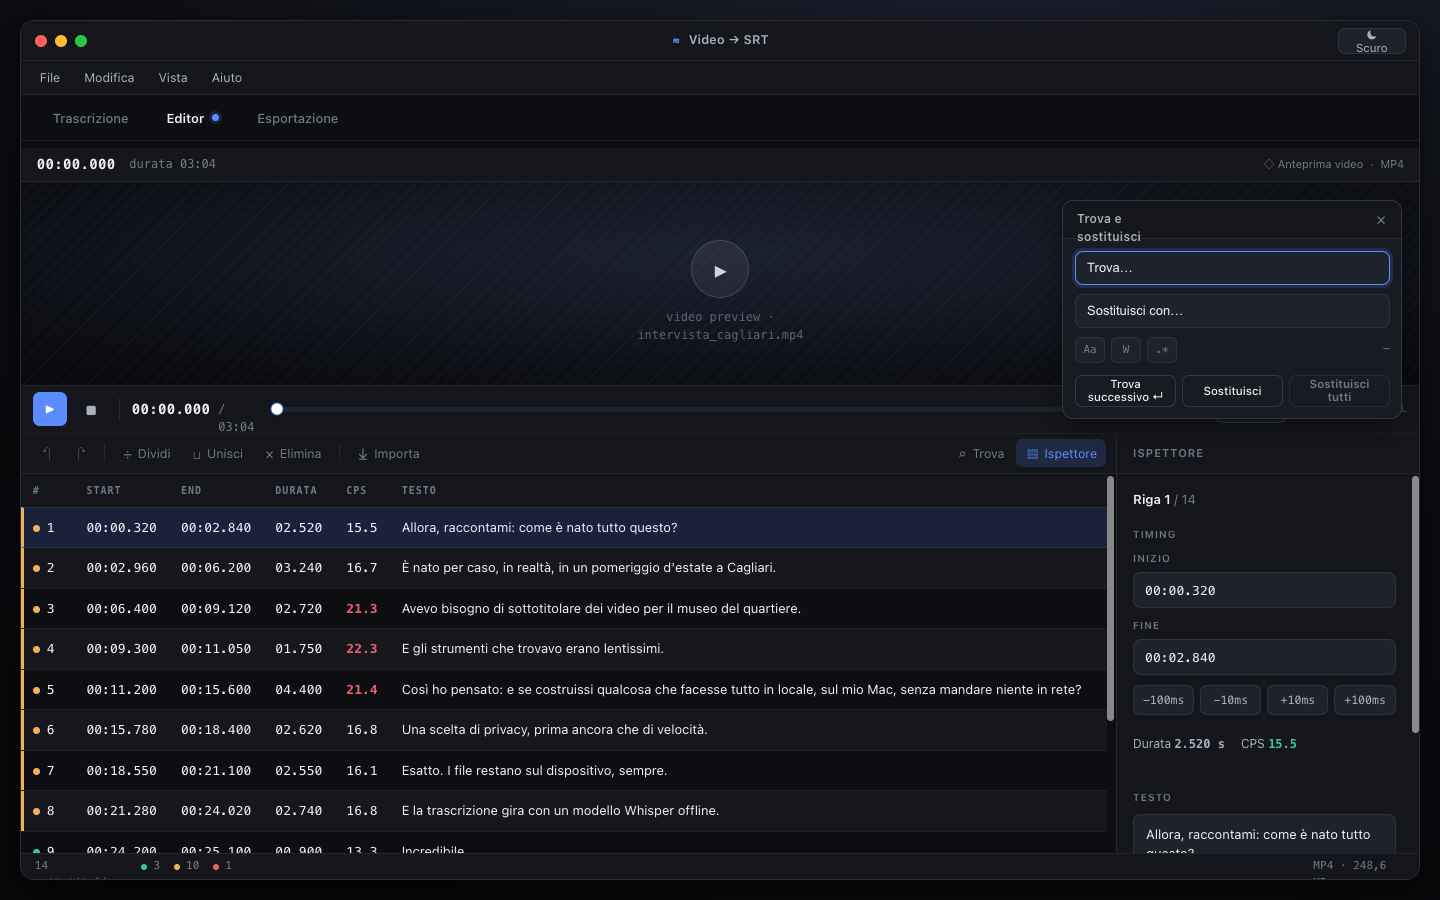 Video → SRT
Scuro
File Modifica Vista Aiuto
Trascrizione Editor Esportazione
00:00.000 durata 03:04
Anteprima video · MP4
video preview ·
intervista_cagliari.mp4
Trova e
sostituisci
×
Trova…
Sostituisci con…
Aa W .* —
Trova
successivo ↵
Sostituisci
Sostituisci
tutti
00:00.000 /
03:04
÷ Dividi ⊔ Unisci × Elimina Importa
Trova Ispettore
# START END DURATA CPS TESTO
1 00:00.320 00:02.840 02.520 15.5 Allora, raccontami: come è nato tutto questo?
2 00:02.960 00:06.200 03.240 16.7 È nato per caso, in realtà, in un pomeriggio d'estate a Cagliari.
3 00:06.400 00:09.120 02.720 21.3 Avevo bisogno di sottotitolare dei video per il museo del quartiere.
4 00:09.300 00:11.050 01.750 22.3 E gli strumenti che trovavo erano lentissimi.
5 00:11.200 00:15.600 04.400 21.4 Così ho pensato: e se costruissi qualcosa che facesse tutto in locale, sul mio Mac, senza mandare niente in rete?
6 00:15.780 00:18.400 02.620 16.8 Una scelta di privacy, prima ancora che di velocità.
7 00:18.550 00:21.100 02.550 16.1 Esatto. I file restano sul dispositivo, sempre.
8 00:21.280 00:24.020 02.740 16.8 E la trascrizione gira con un modello Whisper offline.
9 00:24.200 00:25.100 00.900 13.3 Incredibile.
ISPETTORE
Riga 1 / 14
TIMING
INIZIO
00:00.320
FINE
00:02.840
−100ms −10ms +10ms +100ms
Durata 2.520 s CPS 15.5
TESTO
Allora, raccontami: come è nato tutto
questo?
14 3 10 1
MP4 · 248,6